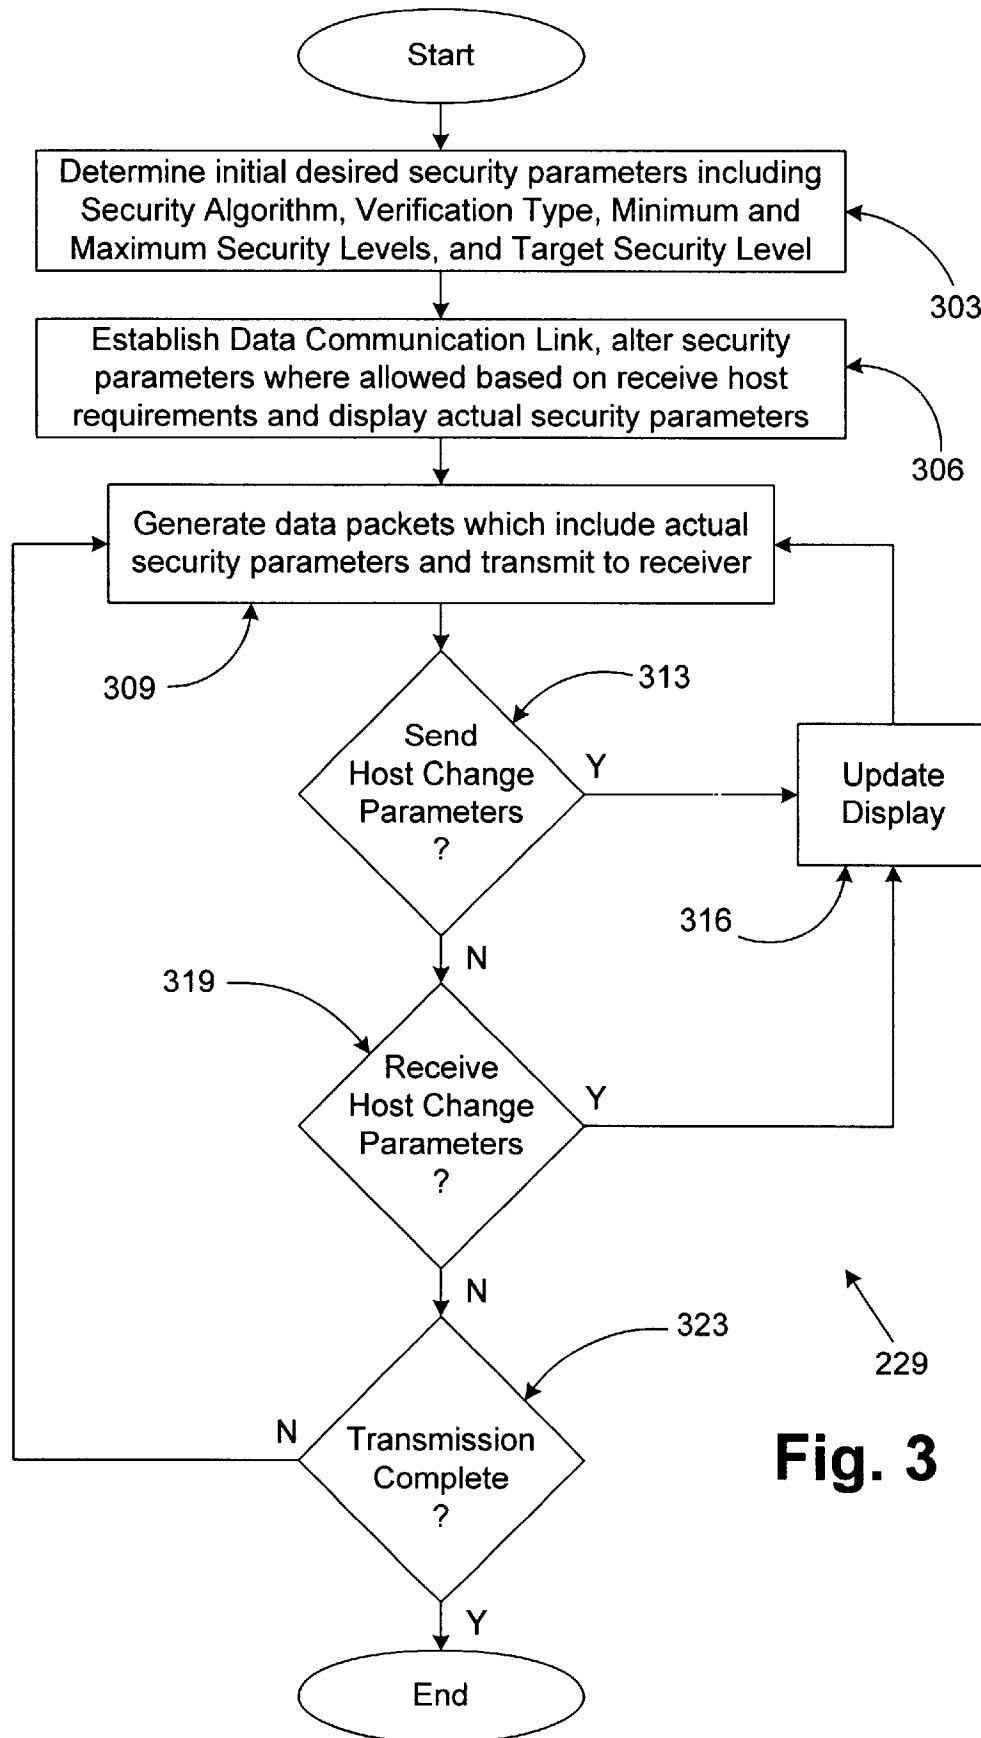 Start
Determine initial desired security parameters including
Security Algorithm, Verification Type, Minimum and
Maximum Security Levels, and Target Security Level
303
Establish Data Communication Link, alter security
parameters where allowed based on receive host
requirements and display actual security parameters
306
Generate data packets which include actual
security parameters and transmit to receiver
309
313
Send
Host Change
Parameters
?
Y
Update
Display
316
N
319
Receive
Host Change
Parameters
?
Y
N
323
229
N
Transmission
Complete
?
Fig. 3
Y
End